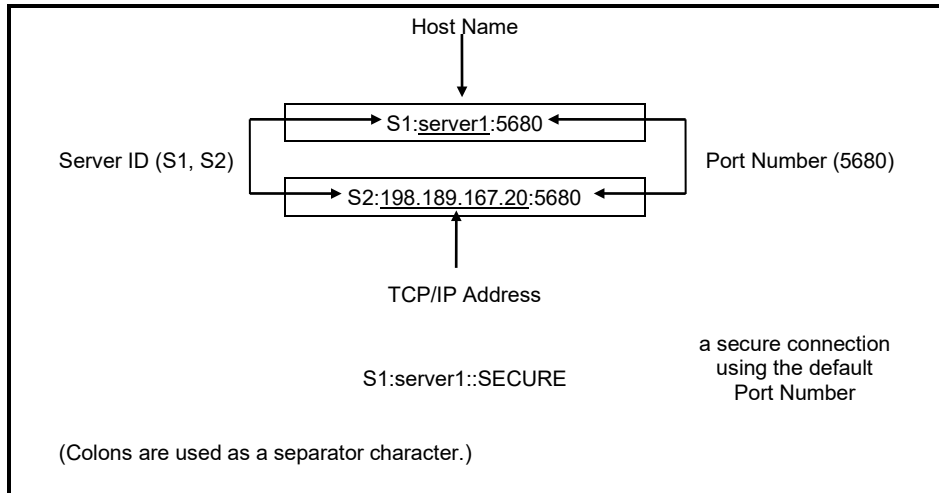 Host Name
S1:server1:5680
Server ID (S1, S2)
Port Number (5680)
S2:198.189.167.20:5680
TCP/IP Address
S1:server1::SECURE
a secure connection
using the default
Port Number
(Colons are used as a separator character.)